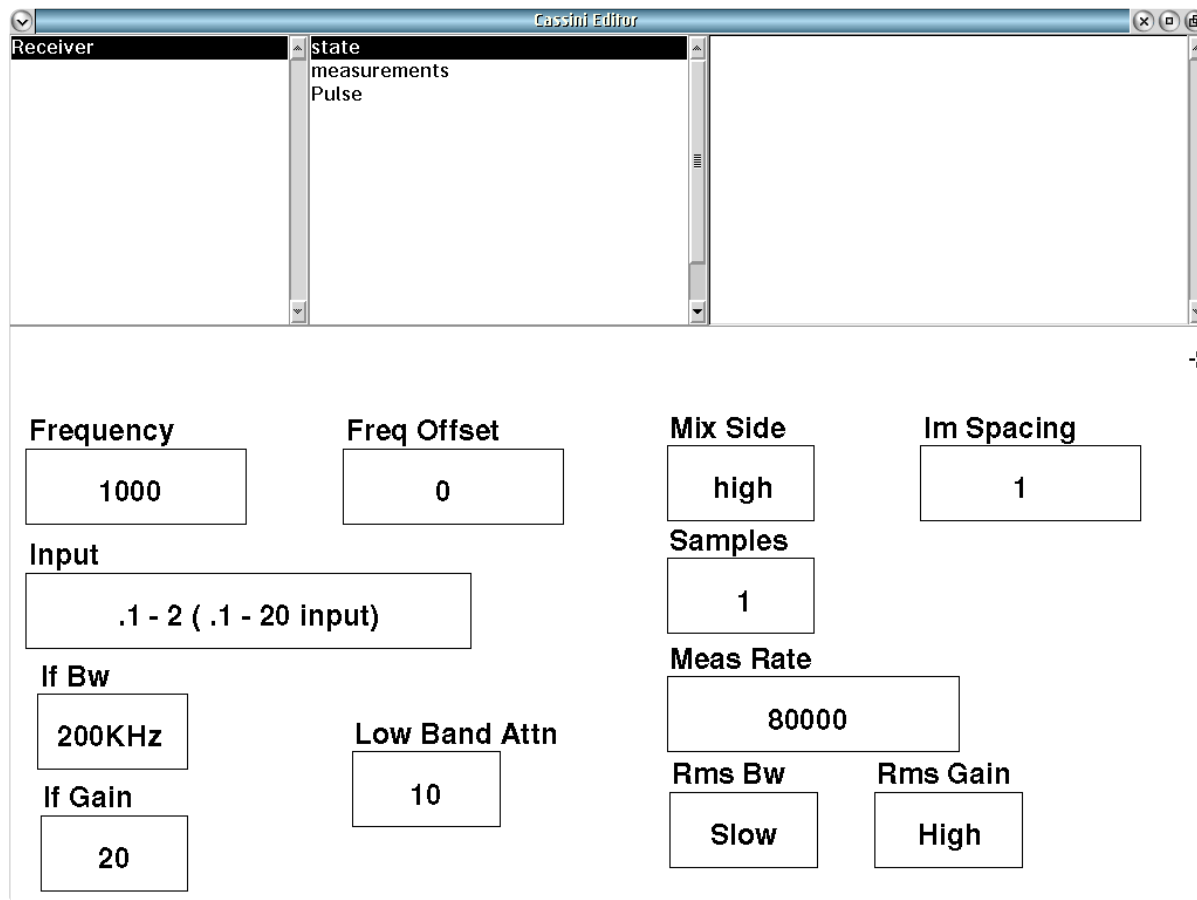 Cassini Editor
Receiver
state
measurements
Pulse
Frequency
1000
Freq Offset
0
Mix Side
high
Im Spacing
1
Input
.1 - 2 ( .1 - 20 input)
Samples
1
If Bw
200KHz
Low Band Attn
10
Meas Rate
80000
If Gain
20
Rms Bw
Slow
Rms Gain
High